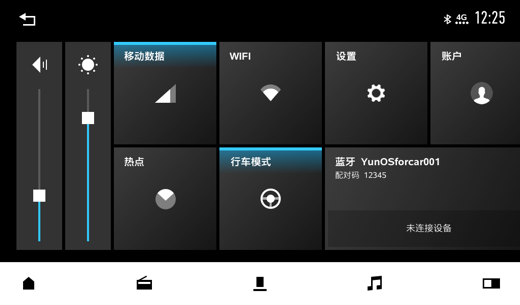 4G 12:25
移动数据
WIFI
设置
账户
热点
行车模式
蓝牙 YunOSforcar001
配对码 12345
未连接设备